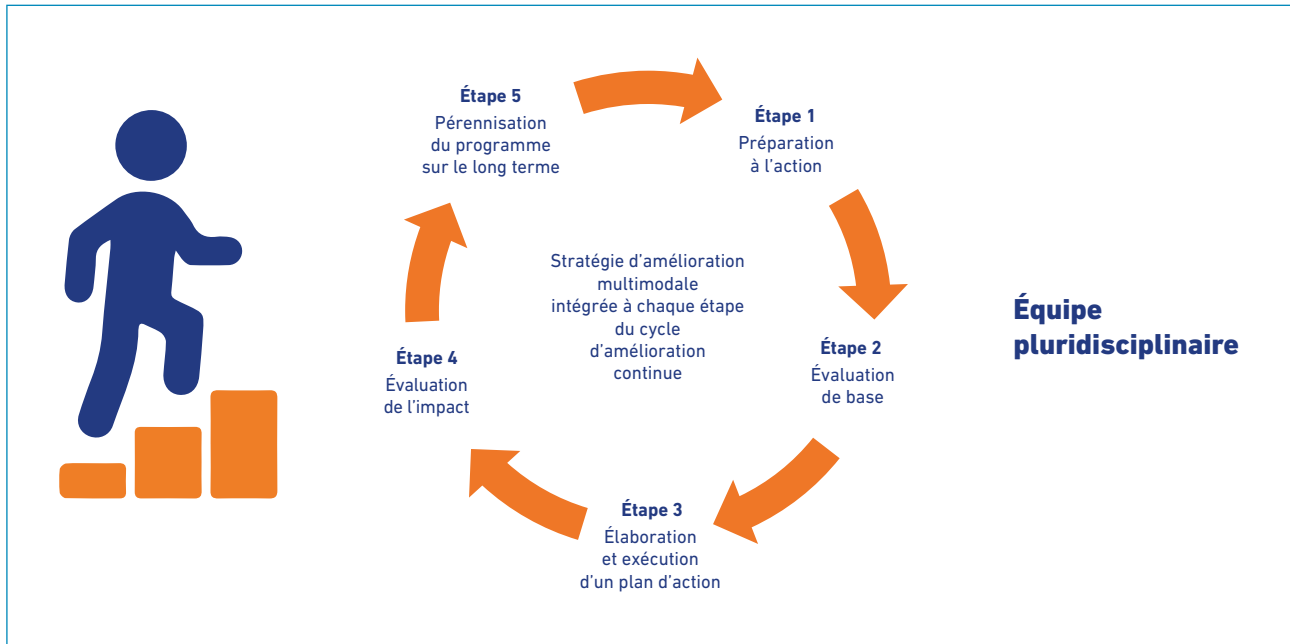 Étape 5
Pérennisation
du programme
sur le long terme
Étape 1
Préparation
à l’action
Stratégie d’amélioration
multimodale
intégrée à chaque étape
du cycle
d’amélioration
continue
Équipe
pluridisciplinaire
Étape 2
Évaluation
de base
Étape 4
Évaluation
de l’impact
Étape 3
Élaboration
et exécution
d’un plan d’action